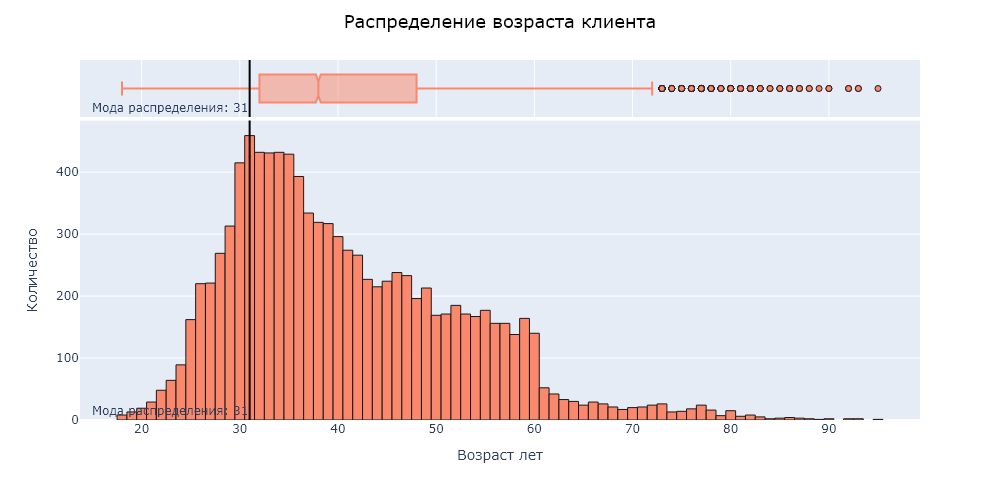 Распределение возраста клиента
Мода распределения: 31
400
300
200
100
0
Количество
Мода распределения: 31
20 30 40 50 60 70 80 90
Возраст лет